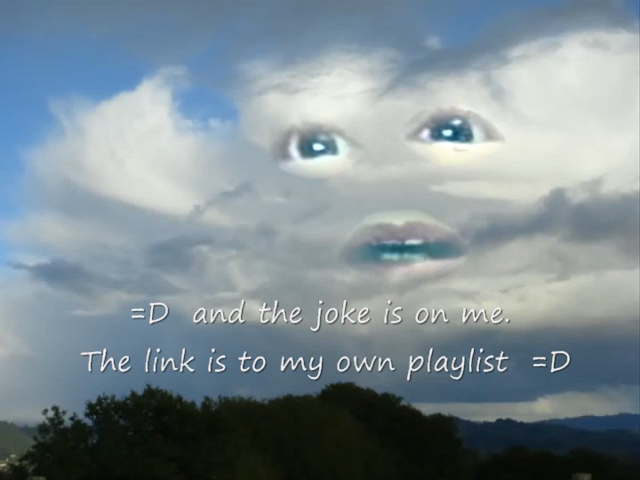 =D and the joke is on me.
The link is to my own playlist =D